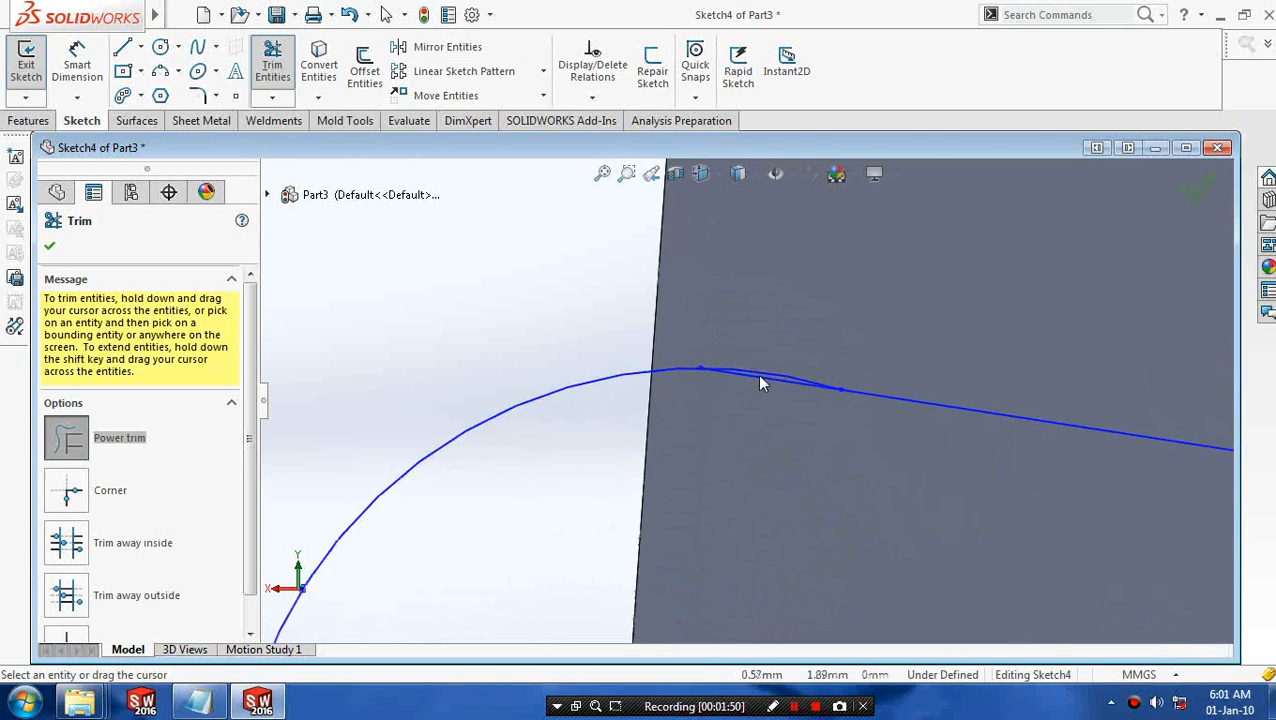 SOLIDWORKS
Sketch4 of Part3 *
Search Commands
?
Exit Sketch
Smart Dimension
Trim Entities
Convert Entities
Offset Entities
Mirror Entities
Linear Sketch Pattern
Move Entities
Display/Delete Relations
Repair Sketch
Quick Snaps
Rapid Sketch
Instant2D
Features Sketch Surfaces Sheet Metal Weldments Mold Tools Evaluate DimXpert SOLIDWORKS Add-Ins Analysis Preparation
Sketch4 of Part3 *
Part3 (Default<<Default>...
Trim
?
Message
To trim entities, hold down and drag
your cursor across the entities, or pick
on an entity and then pick on a
bounding entity or anywhere on the
screen. To extend entities, hold down
the shift key and drag your cursor
across the entities.
Options
Power trim
Corner
Trim away inside
Trim away outside
Y
X
Model 3D Views Motion Study 1
Select an entity or drag the cursor
0.53mm 1.89mm 0mm Under Defined Editing Sketch4 MMGS
SW 2016
SW 2016
Recording [00:01:50]
6:01 AM
01-Jan-10